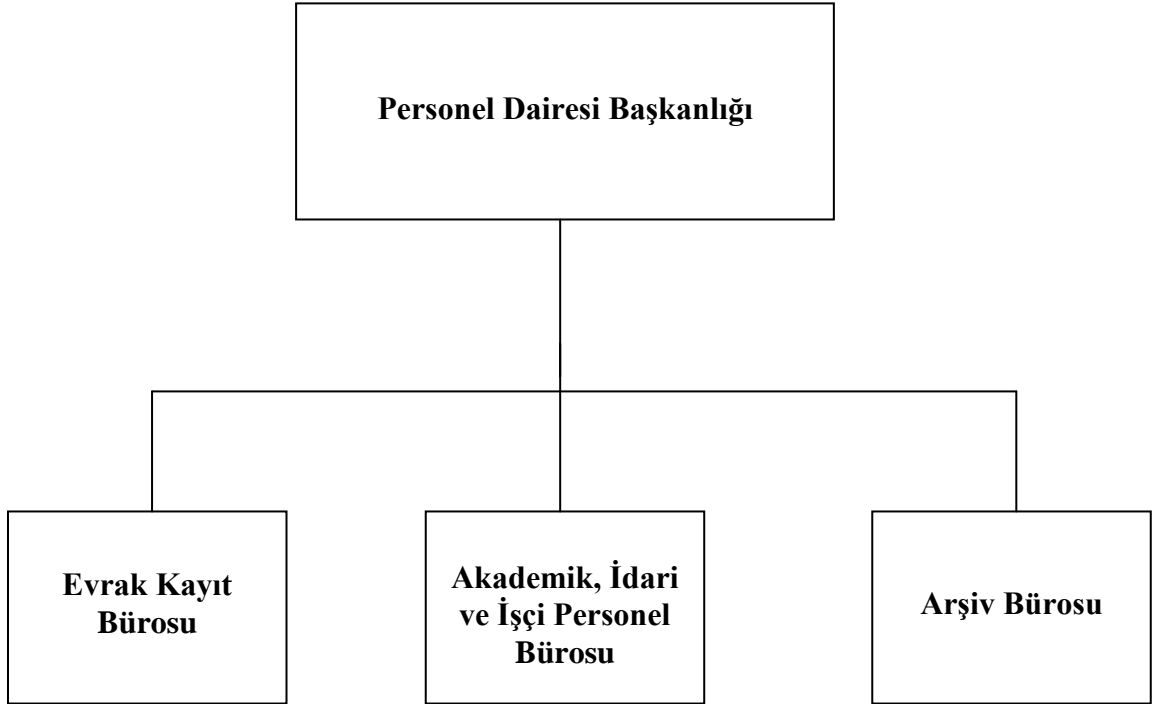 Personel Dairesi Başkanlığı
Evrak Kayıt
Bürosu
Akademik, İdari
ve İşçi Personel
Bürosu
Arşiv Bürosu